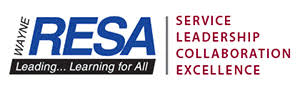 WAYNE
RESA
Leading... Learning for All
SERVICE
LEADERSHIP
COLLABORATION
EXCELLENCE